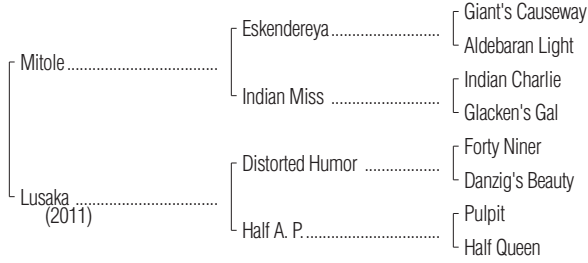 Giant's Causeway
Eskendereya
Aldebaran Light
Mitole
Indian Charlie
Indian Miss
Glacken's Gal
Forty Niner
Distorted Humor
Danzig's Beauty
Lusaka
(2011)
Pulpit
Half A. P.
Half Queen